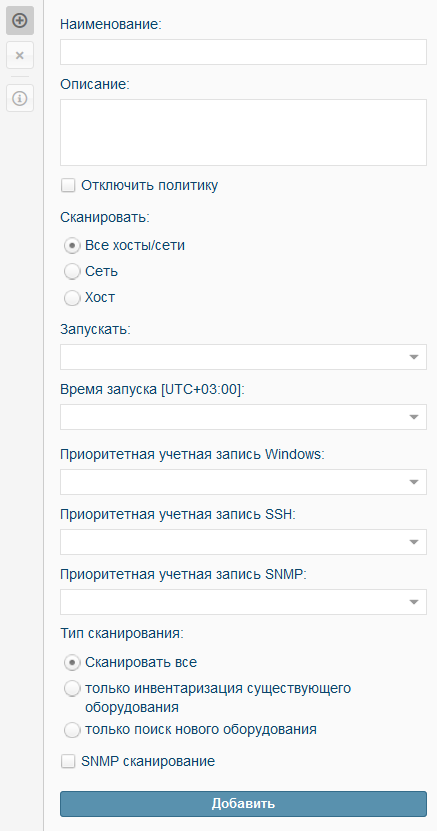 Наименование:
Описание:
Отключить политику
Сканировать:
Все хосты/сети
Сеть
Хост
Запускать:
Время запуска [UTC+03:00]:
Приоритетная учетная запись Windows:
Приоритетная учетная запись SSH:
Приоритетная учетная запись SNMP:
Тип сканирования:
Сканировать все
только инвентаризация существующего
оборудования
только поиск нового оборудования
SNMP сканирование
Добавить